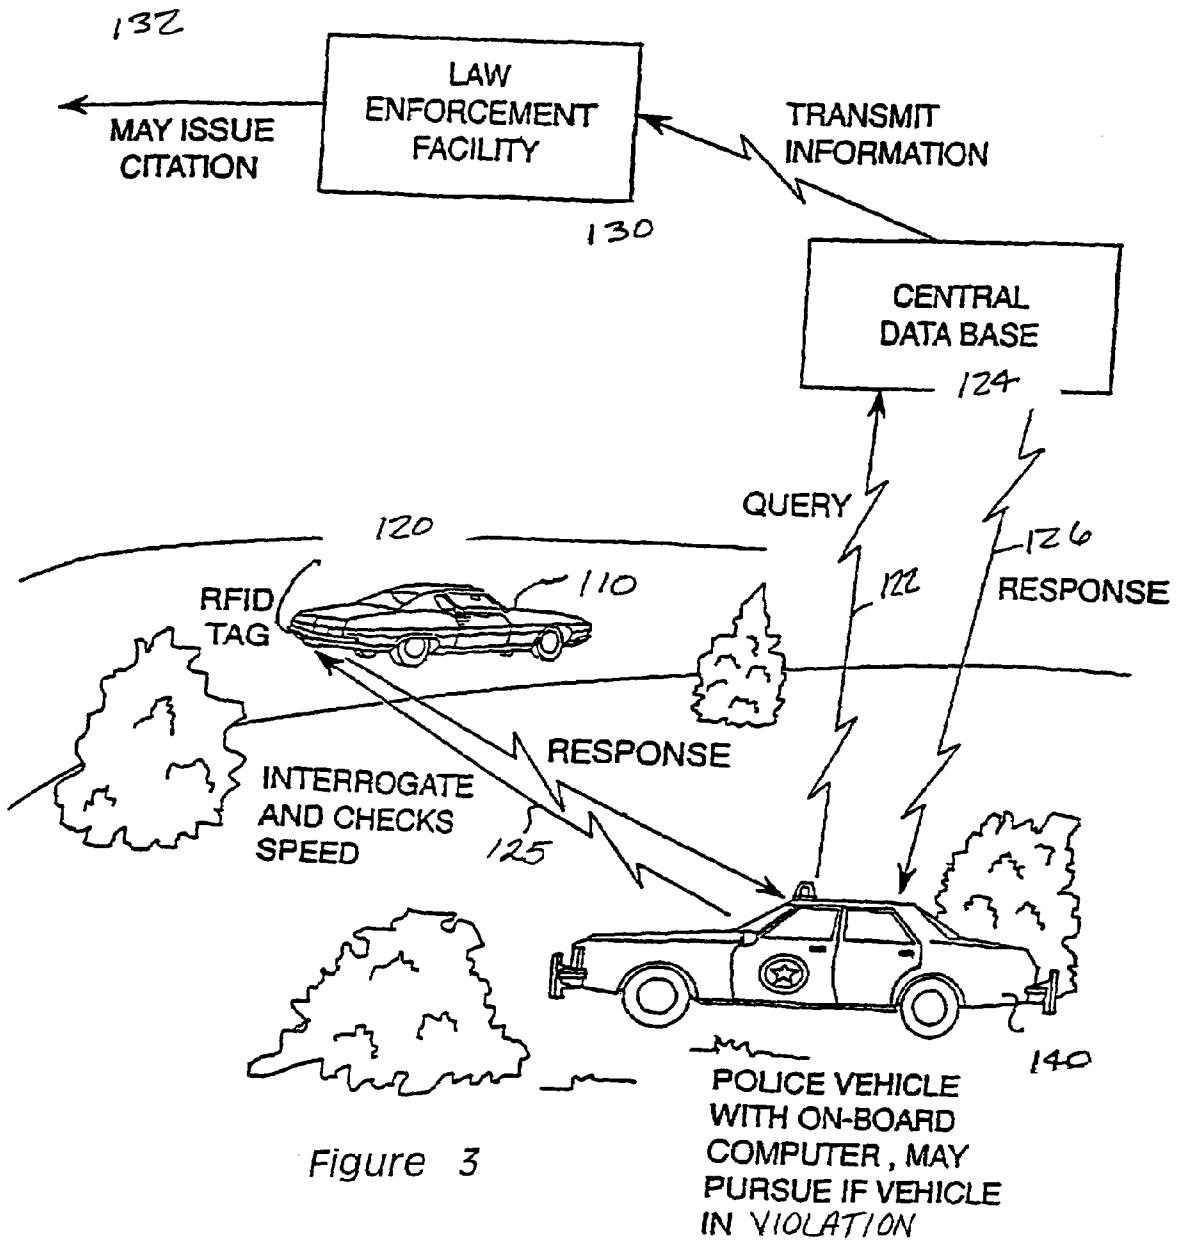 132
LAW
ENFORCEMENT
FACILITY
MAY ISSUE
CITATION
TRANSMIT
INFORMATION
130
CENTRAL
DATA BASE
124
QUERY
120
126
110
122
RESPONSE
RFID
TAG
RESPONSE
INTERROGATE
AND CHECKS
SPEED
125
140
POLICE VEHICLE
WITH ON-BOARD
COMPUTER, MAY
PURSUE IF VEHICLE
IN VIOLATION
Figure 3